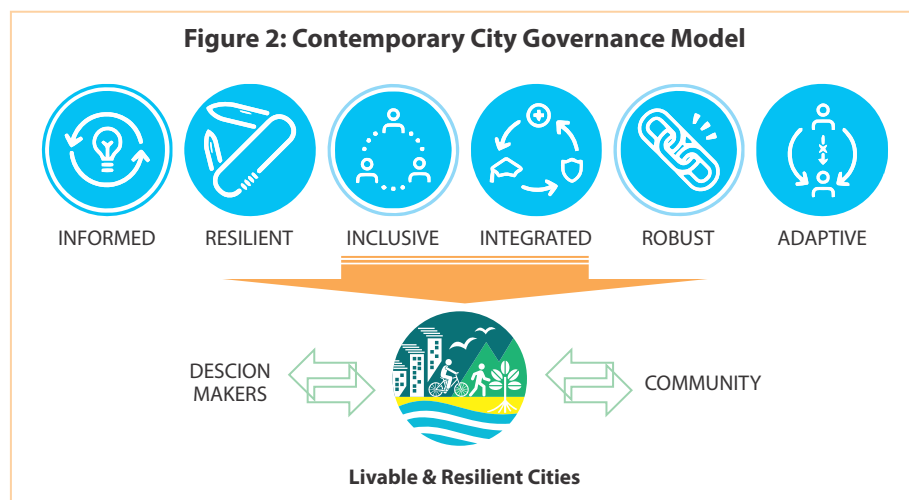 Figure 2: Contemporary City Governance Model
INFORMED RESILIENT INCLUSIVE INTEGRATED ROBUST ADAPTIVE
DESCION
MAKERS
COMMUNITY
Livable & Resilient Cities